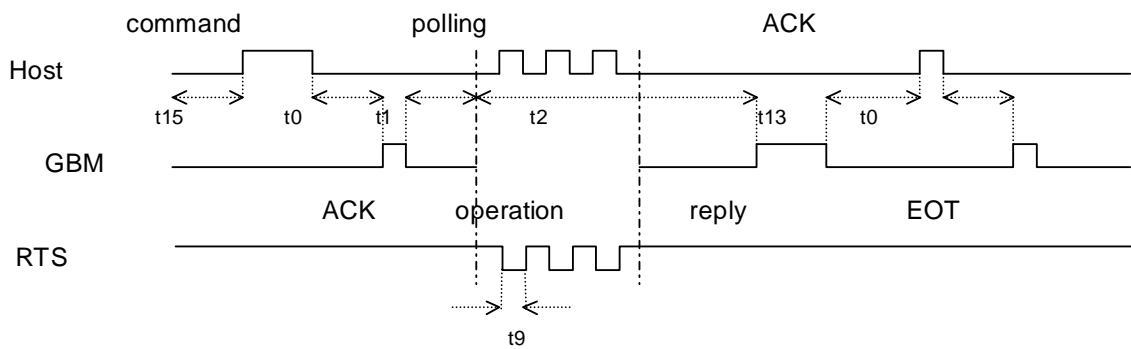 command polling ACK
Host
t15 t0 t1 t2 t13 t0
GBM
ACK operation reply EOT
RTS
t9